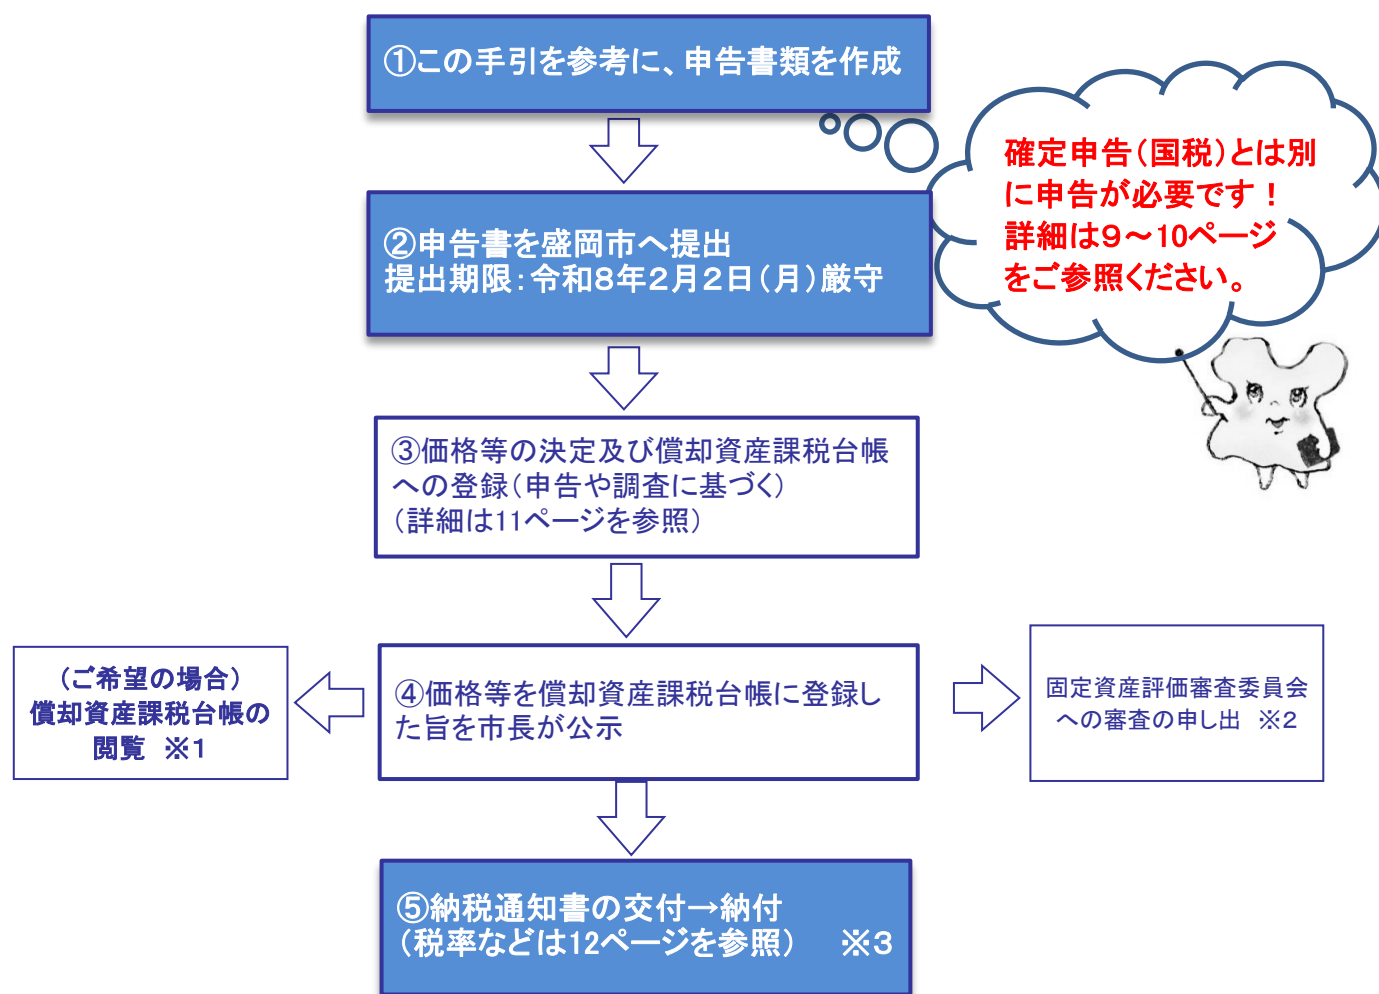 ①この手引を参考に、申告書類を作成
確定申告（国税）とは別
に申告が必要です！
詳細は９～10ページ
をご参照ください。
②申告書を盛岡市へ提出
提出期限：令和８年２月２日（月）厳守
③価格等の決定及び償却資産課税台帳
への登録（申告や調査に基づく）
（詳細は11ページを参照）
（ご希望の場合）
償却資産課税台帳の
閲覧　※１
④価格等を償却資産課税台帳に登録し
た旨を市長が公示
固定資産評価審査委員会
への審査の申し出　※２
⑤納税通知書の交付→納付
（税率などは12ページを参照）　※３